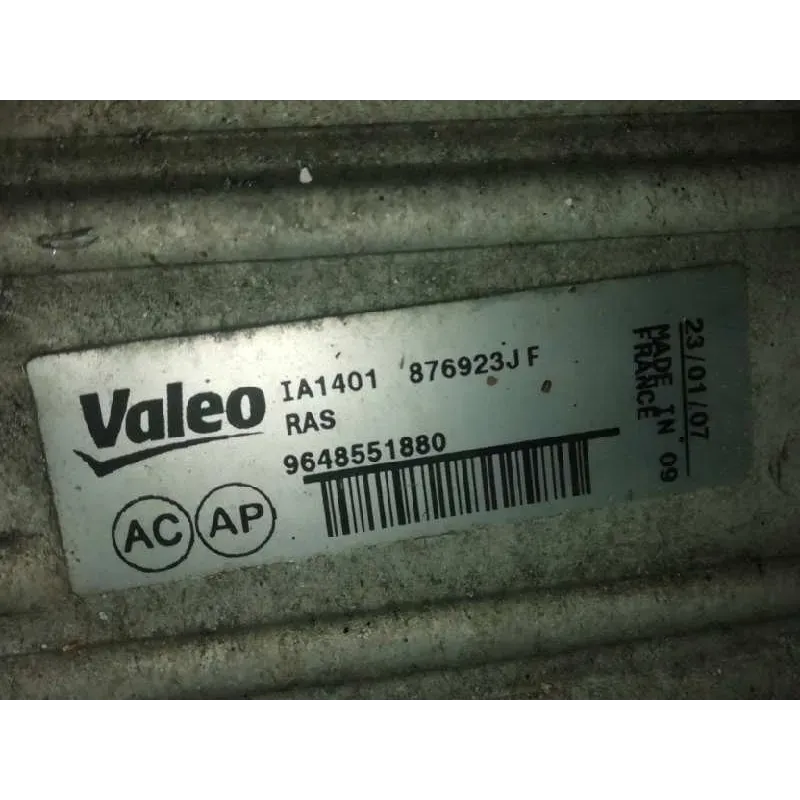 Valeo
IA1401 876923J F
RAS
9648551880
AC AP
23/01/07
MADE IN 09
FRANCE